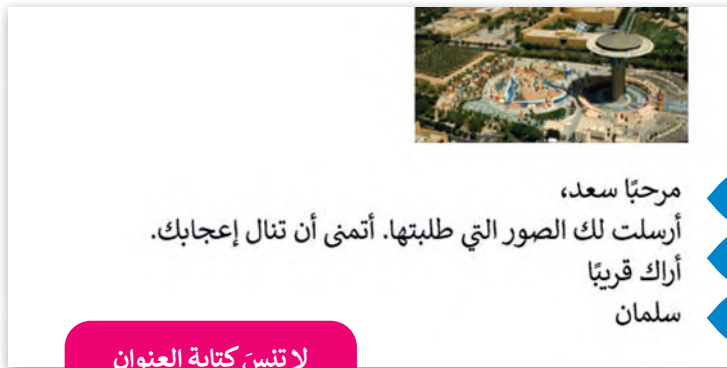 مرحبًا سعد،
أرسلت لك الصور التي طلبتها. أتمنى أن تنال إعجابك.
أراك قريبًا
سلمان
لا تنسَ كتابة العنوان